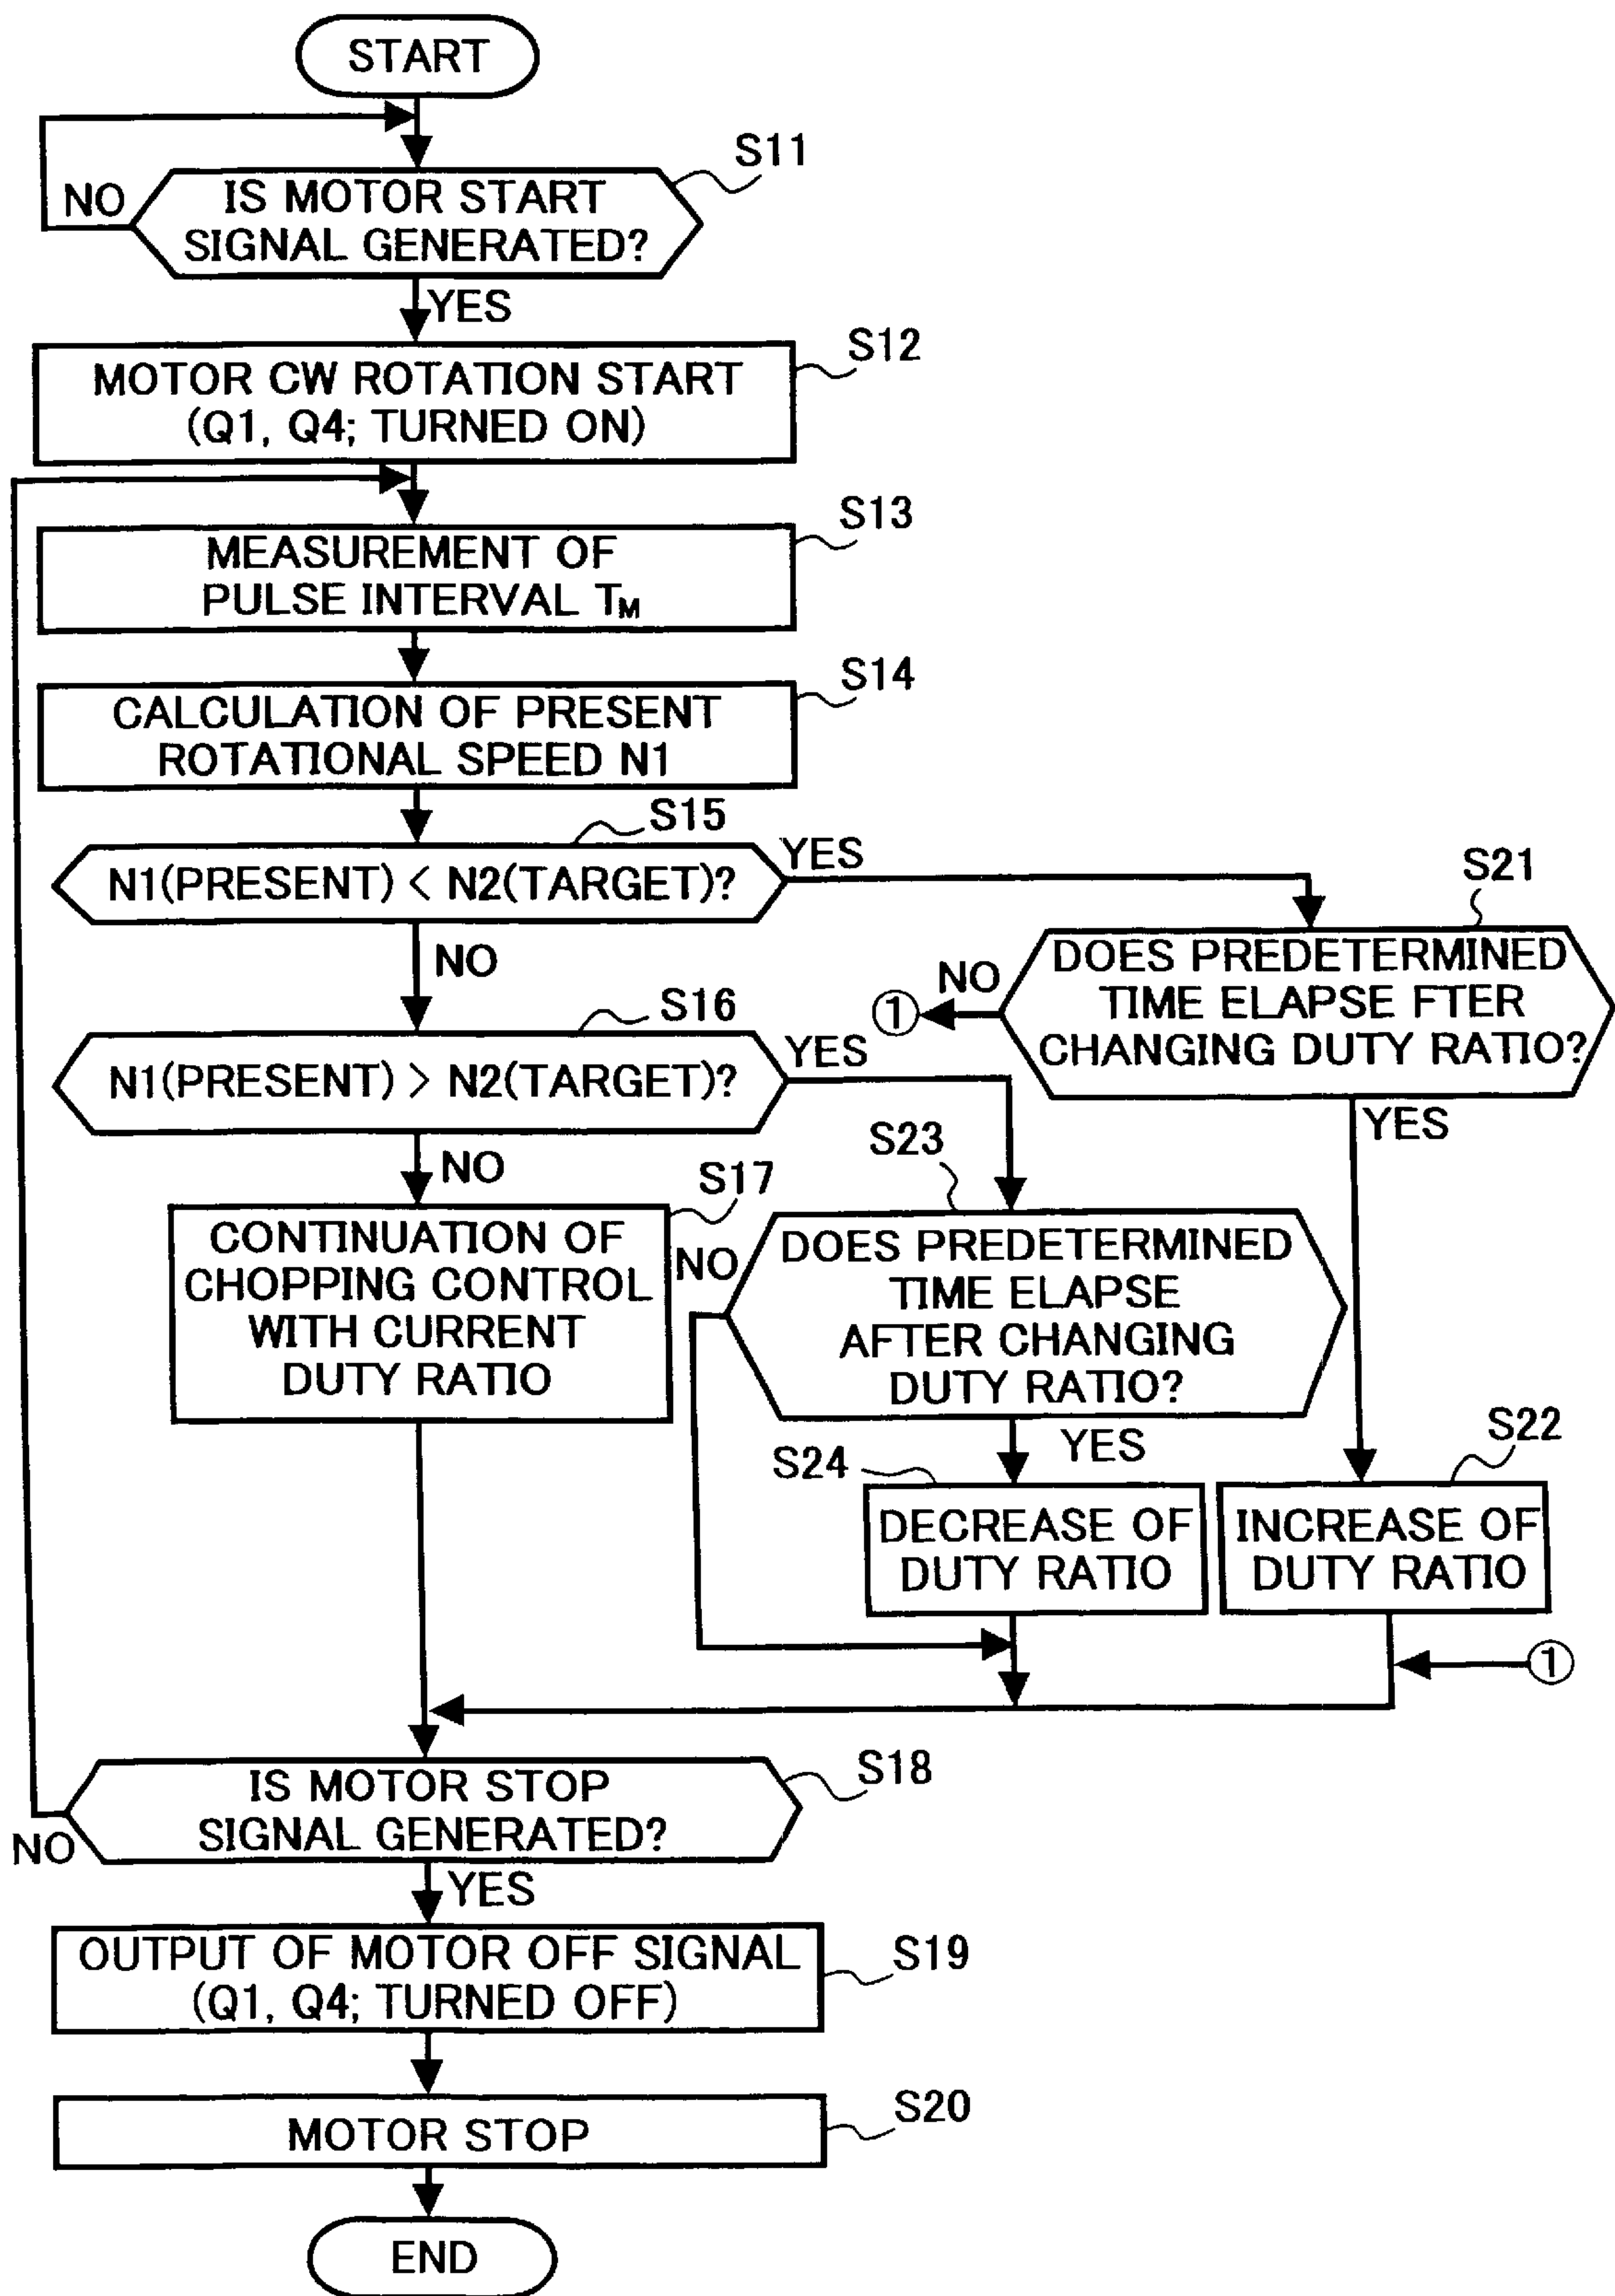 START
S11
NO
IS MOTOR START
SIGNAL GENERATED?
YES
S12
MOTOR CW ROTATION START
(Q1, Q4; TURNED ON)
S13
MEASUREMENT OF
PULSE INTERVAL TM
S14
CALCULATION OF PRESENT
ROTATIONAL SPEED N1
S15
N1(PRESENT) < N2(TARGET)?
YES
NO
S21
DOES PREDETERMINED
TIME ELAPSE FTER
CHANGING DUTY RATIO?
NO
①
YES
S16
N1(PRESENT) > N2(TARGET)?
YES
NO
S17
CONTINUATION OF
CHOPPING CONTROL
WITH CURRENT
DUTY RATIO
S23
NO
DOES PREDETERMINED
TIME ELAPSE
AFTER CHANGING
DUTY RATIO?
YES
S24
DECREASE OF
DUTY RATIO
S22
INCREASE OF
DUTY RATIO
①
S18
IS MOTOR STOP
SIGNAL GENERATED?
NO
YES
S19
OUTPUT OF MOTOR OFF SIGNAL
(Q1, Q4; TURNED OFF)
S20
MOTOR STOP
END